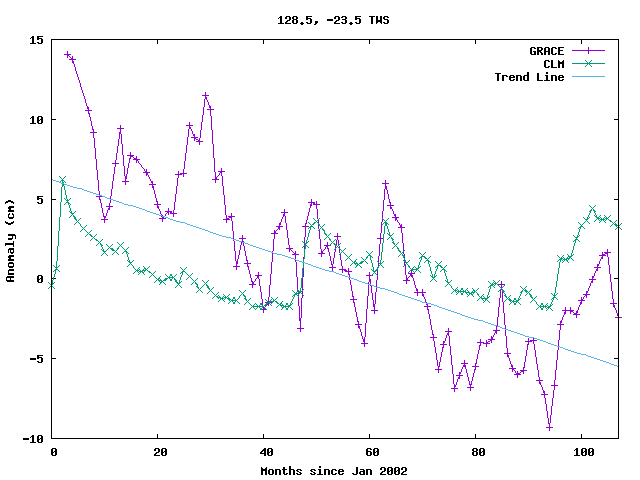 128.5, -23.5 TWS
GRACE
CLM
Trend Line
15
10
5
0
-5
-10
Anomaly (cm)
0 20 40 60 80 100
Months since Jan 2002